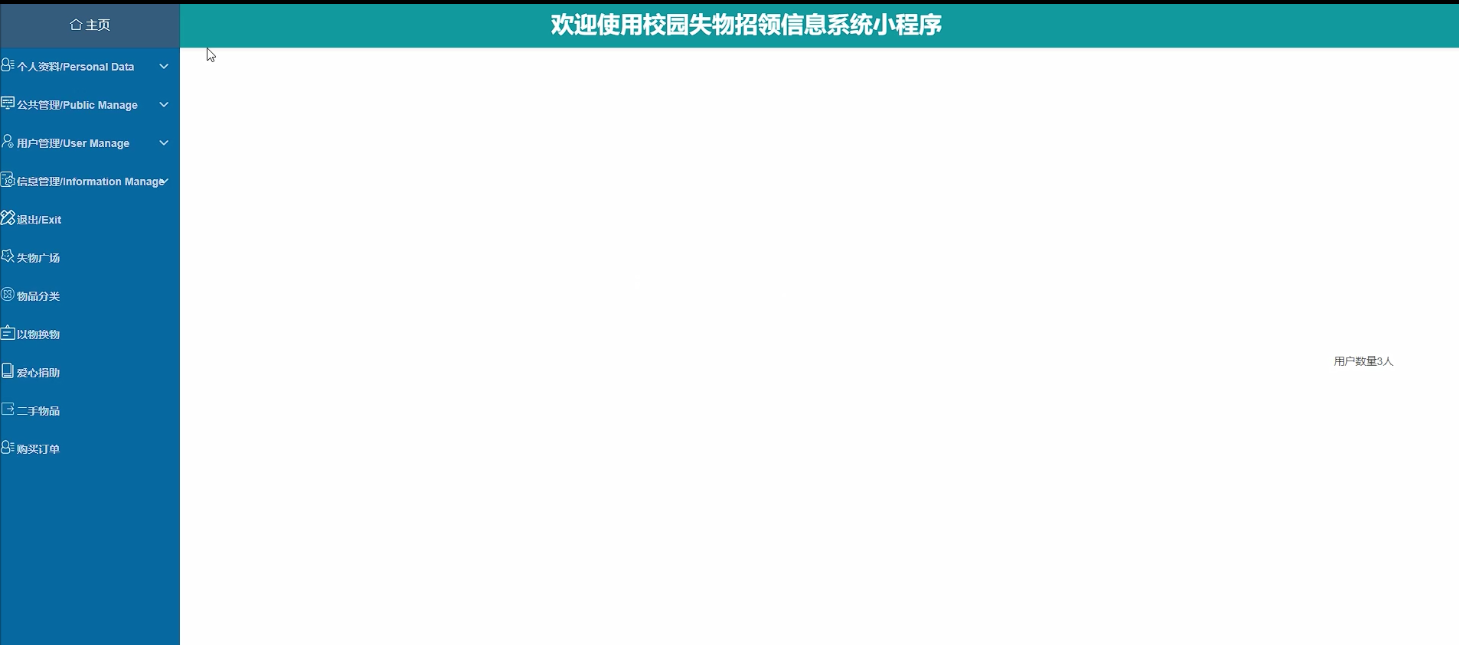 主页
欢迎使用校园失物招领信息系统小程序
个人资料/Personal Data
公共管理/Public Manage
用户管理/User Manage
信息管理/Information Manage
退出/Exit
失物广场
物品分类
以物换物
爱心捐助
二手物品
购买订单
用户数量3人